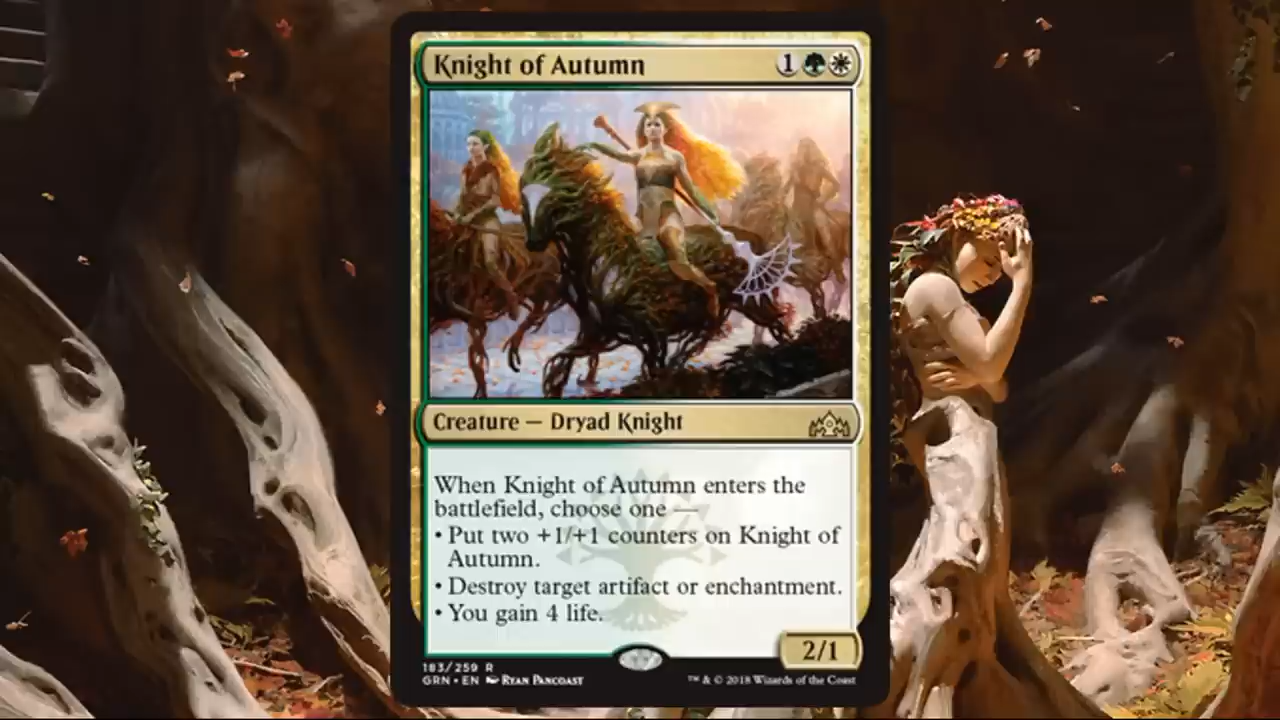 Knight of Autumn 1
Creature — Dryad Knight
When Knight of Autumn enters the
battlefield, choose one —
• Put two +1/+1 counters on Knight of
Autumn.
• Destroy target artifact or enchantment.
• You gain 4 life.
2/1
183/259 R
GRN • EN Ryan Pancoast
™ & © 2018 Wizards of the Coast